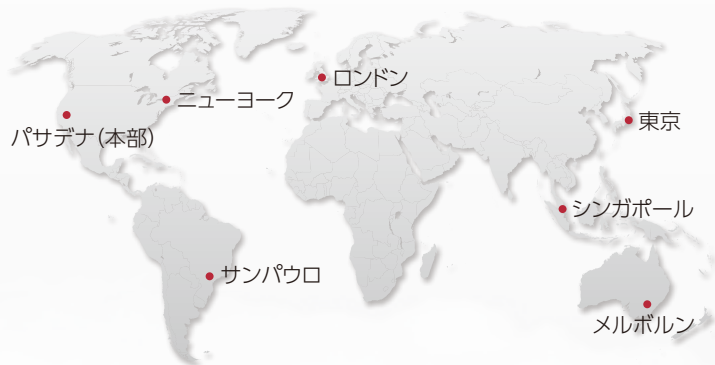 ロンドン
ニューヨーク
東京
パサデナ(本部)
シンガポール
サンパウロ
メルボルン